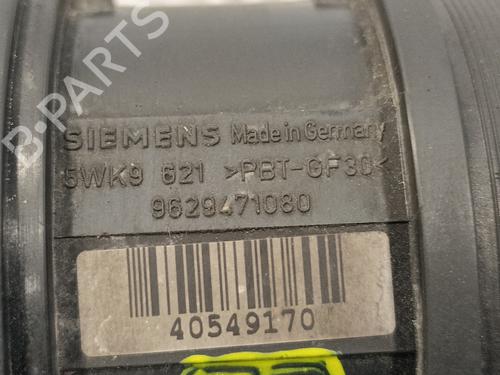 SIEMENS Made in Germany
5WK9 621 >PBT-GF30<
9629471080
40549170
B-PARTS